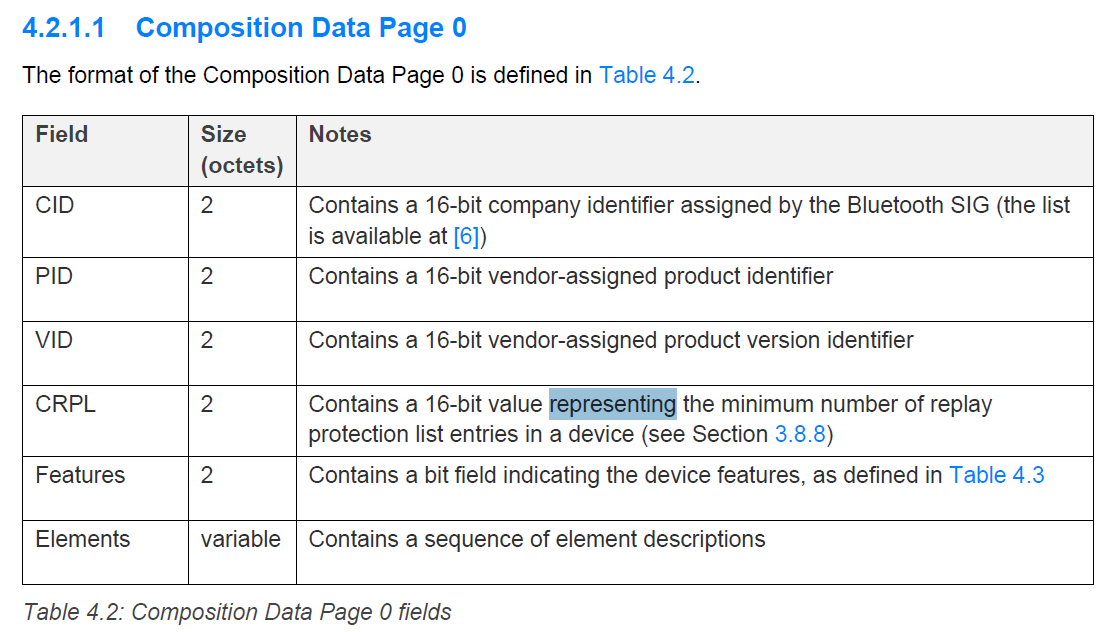 4.2.1.1 Composition Data Page 0
The format of the Composition Data Page 0 is defined in Table 4.2.
Field Size Notes
(octets)
CID 2 Contains a 16-bit company identifier assigned by the Bluetooth SIG (the list
is available at [6])
PID 2 Contains a 16-bit vendor-assigned product identifier
VID 2 Contains a 16-bit vendor-assigned product version identifier
CRPL 2 Contains a 16-bit value representing the minimum number of replay
protection list entries in a device (see Section 3.8.8)
Features 2 Contains a bit field indicating the device features, as defined in Table 4.3
Elements variable Contains a sequence of element descriptions
Table 4.2: Composition Data Page 0 fields